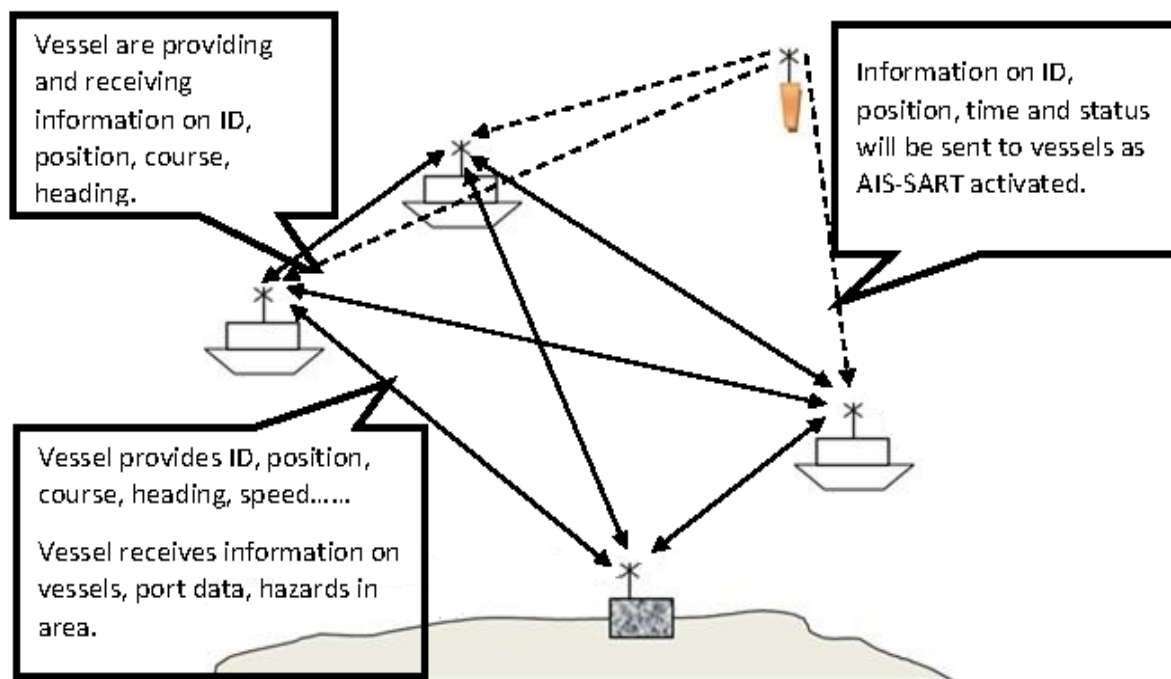 Vessel are providing
and receiving
information on ID,
position, course,
heading.
Information on ID,
position, time and status
will be sent to vessels as
AIS-SART activated.
Vessel provides ID, position,
course, heading, speed......
Vessel receives information on
vessels, port data, hazards in
area.